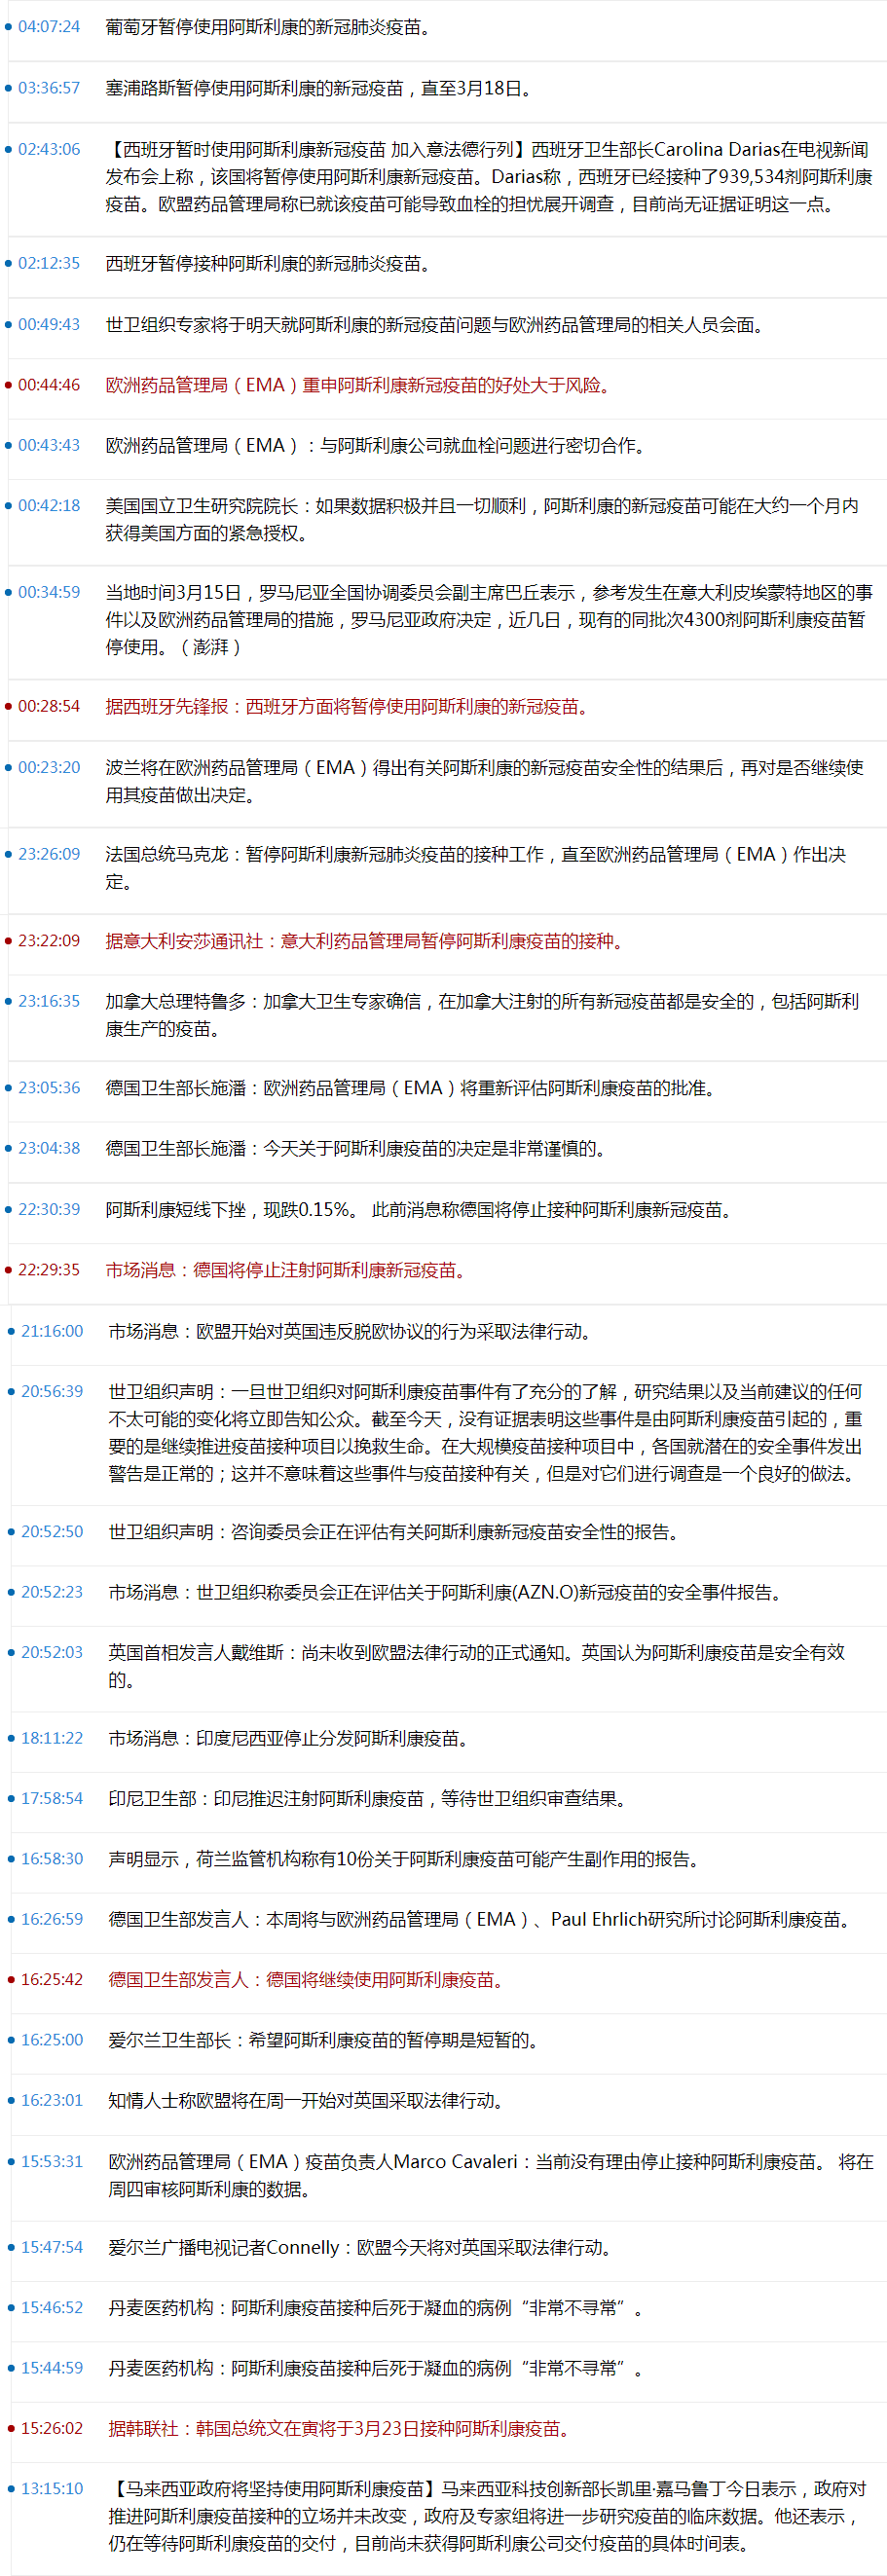 04:07:24 葡萄牙暂停使用阿斯利康的新冠肺炎疫苗。
03:36:57 塞浦路斯暂停使用阿斯利康的新冠疫苗，直至3月18日。
02:43:06 【西班牙暂时使用阿斯利康新冠疫苗 加入意法德行列】西班牙卫生部长Carolina Darias在电视新闻
发布会上称，该国将暂停使用阿斯利康新冠疫苗。Darias称，西班牙已经接种了939,534剂阿斯利康
疫苗。欧盟药品管理局称已就该疫苗可能导致血栓的担忧展开调查，目前尚无证据证明这一点。
02:12:35 西班牙暂停接种阿斯利康的新冠肺炎疫苗。
00:49:43 世卫组织专家将于明天就阿斯利康的新冠疫苗问题与欧洲药品管理局的相关人员会面。
00:44:46 欧洲药品管理局（EMA）重申阿斯利康新冠疫苗的好处大于风险。
00:43:43 欧洲药品管理局（EMA）：与阿斯利康公司就血栓问题进行密切合作。
00:42:18 美国国立卫生研究院院长：如果数据积极并且一切顺利，阿斯利康的新冠疫苗可能在大约一个月内
获得美国方面的紧急授权。
00:34:59 当地时间3月15日，罗马尼亚全国协调委员会副主席巴丘表示，参考发生在意大利皮埃蒙特地区的事
件以及欧洲药品管理局的措施，罗马尼亚政府决定，近几日，现有的同批次4300剂阿斯利康疫苗暂
停使用。（澎湃）
00:28:54 据西班牙先锋报：西班牙方面将暂停使用阿斯利康的新冠疫苗。
00:23:20 波兰将在欧洲药品管理局（EMA）得出有关阿斯利康的新冠疫苗安全性的结果后，再对是否继续使
用其疫苗做出决定。
23:26:09 法国总统马克龙：暂停阿斯利康新冠肺炎疫苗的接种工作，直至欧洲药品管理局（EMA）作出决
定。
23:22:09 据意大利安莎通讯社：意大利药品管理局暂停阿斯利康疫苗的接种。
23:16:35 加拿大总理特鲁多：加拿大卫生专家确信，在加拿大注射的所有新冠疫苗都是安全的，包括阿斯利
康生产的疫苗。
23:05:36 德国卫生部长施潘：欧洲药品管理局（EMA）将重新评估阿斯利康疫苗的批准。
23:04:38 德国卫生部长施潘：今天关于阿斯利康疫苗的决定是非常谨慎的。
22:30:39 阿斯利康短线下挫，现跌0.15%。 此前消息称德国将停止接种阿斯利康新冠疫苗。
22:29:35 市场消息：德国将停止注射阿斯利康新冠疫苗。
21:16:00 市场消息：欧盟开始对英国违反脱欧协议的行为采取法律行动。
20:56:39 世卫组织声明：一旦世卫组织对阿斯利康疫苗事件有了充分的了解，研究结果以及当前建议的任何
不太可能的变化将立即告知公众。截至今天，没有证据表明这些事件是由阿斯利康疫苗引起的，重
要的是继续推进疫苗接种项目以挽救生命。在大规模疫苗接种项目中，各国就潜在的安全事件发出
警告是正常的；这并不意味着这些事件与疫苗接种有关，但是对它们进行调查是一个良好的做法。
20:52:50 世卫组织声明：咨询委员会正在评估有关阿斯利康新冠疫苗安全性的报告。
20:52:23 市场消息：世卫组织称委员会正在评估关于阿斯利康(AZN.O)新冠疫苗的安全事件报告。
20:52:03 英国首相发言人戴维斯：尚未收到欧盟法律行动的正式通知。英国认为阿斯利康疫苗是安全有效
的。
18:11:22 市场消息：印度尼西亚停止分发阿斯利康疫苗。
17:58:54 印尼卫生部：印尼推迟注射阿斯利康疫苗，等待世卫组织审查结果。
16:58:30 声明显示，荷兰监管机构称有10份关于阿斯利康疫苗可能产生副作用的报告。
16:26:59 德国卫生部发言人：本周将与欧洲药品管理局（EMA）、Paul Ehrlich研究所讨论阿斯利康疫苗。
16:25:42 德国卫生部发言人：德国将继续使用阿斯利康疫苗。
16:25:00 爱尔兰卫生部长：希望阿斯利康疫苗的暂停期是短暂的。
16:23:01 知情人士称欧盟将在周一开始对英国采取法律行动。
15:53:31 欧洲药品管理局（EMA）疫苗负责人Marco Cavaleri：当前没有理由停止接种阿斯利康疫苗。 将在
周四审核阿斯利康的数据。
15:47:54 爱尔兰广播电视记者Connelly：欧盟今天将对英国采取法律行动。
15:46:52 丹麦医药机构：阿斯利康疫苗接种后死于凝血的病例“非常不寻常”。
15:44:59 丹麦医药机构：阿斯利康疫苗接种后死于凝血的病例“非常不寻常”。
15:26:02 据韩联社：韩国总统文在寅将于3月23日接种阿斯利康疫苗。
13:15:10 【马来西亚政府将坚持使用阿斯利康疫苗】马来西亚科技创新部长凯里·嘉马鲁丁今日表示，政府对
推进阿斯利康疫苗接种的立场并未改变，政府及专家组将进一步研究疫苗的临床数据。他还表示，
仍在等待阿斯利康疫苗的交付，目前尚未获得阿斯利康公司交付疫苗的具体时间表。